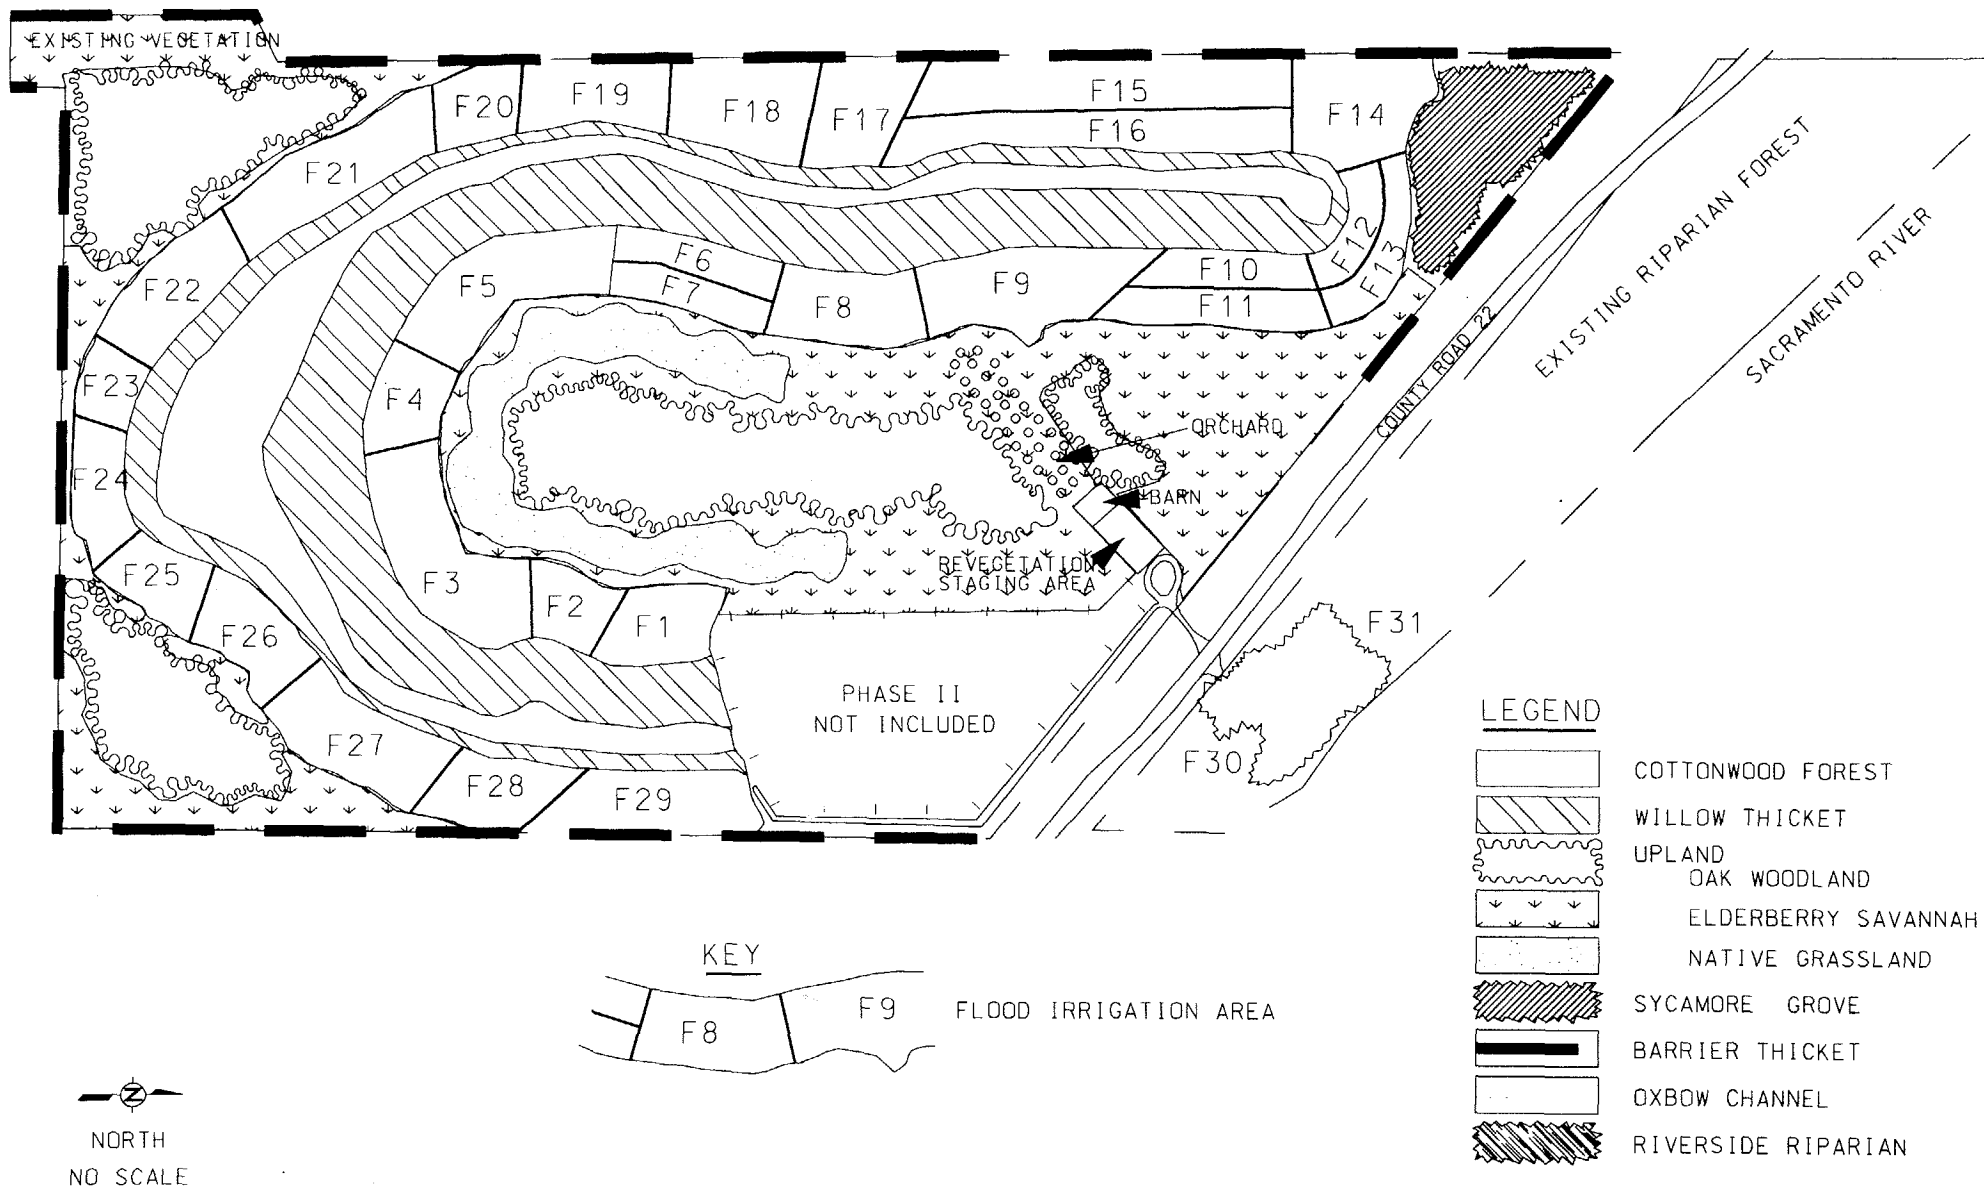 EXISTING VEGETATION
F20
F19
F18
F17
F15
F16
F14
F21
F22
F23
F24
F25
F26
F27
F28
F29
F5
F6
F7
F8
F9
F10
F11
F12
F13
F4
F3
F2
F1
ORCHARD
BARN
REVEGETATION
STAGING AREA
PHASE II
NOT INCLUDED
COUNTY ROAD 22
EXISTING RIPARIAN FOREST
SACRAMENTO RIVER
F31
F30
LEGEND
COTTONWOOD FOREST
WILLOW THICKET
UPLAND
OAK WOODLAND
ELDERBERRY SAVANNAH
NATIVE GRASSLAND
SYCAMORE GROVE
BARRIER THICKET
OXBOW CHANNEL
RIVERSIDE RIPARIAN
KEY
F8
F9
FLOOD IRRIGATION AREA
N
NORTH
NO SCALE